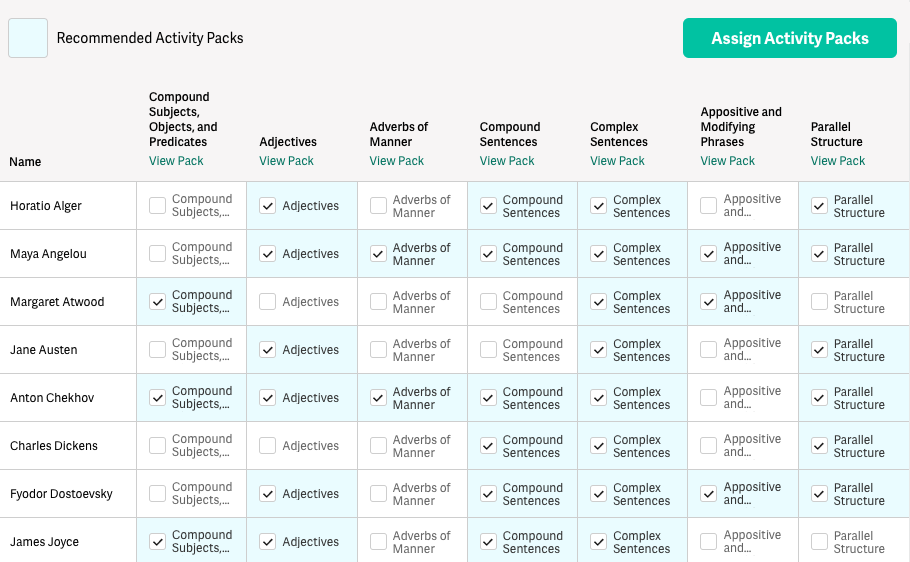 Recommended Activity Packs
Assign Activity Packs
Name
Compound
Subjects,
Objects, and
Predicates
View Pack
Adjectives
View Pack
Adverbs of
Manner
View Pack
Compound
Sentences
View Pack
Complex
Sentences
View Pack
Appositive and
Modifying
Phrases
View Pack
Parallel
Structure
View Pack
Horatio Alger
Compound
Subjects,...
Adjectives
Adverbs of
Manner
Compound
Sentences
Complex
Sentences
Appositive
and...
Parallel
Structure
Maya Angelou
Compound
Subjects,...
Adjectives
Adverbs of
Manner
Compound
Sentences
Complex
Sentences
Appositive
and...
Parallel
Structure
Margaret Atwood
Compound
Subjects,...
Adjectives
Adverbs of
Manner
Compound
Sentences
Complex
Sentences
Appositive
and...
Parallel
Structure
Jane Austen
Compound
Subjects,...
Adjectives
Adverbs of
Manner
Compound
Sentences
Complex
Sentences
Appositive
and...
Parallel
Structure
Anton Chekhov
Compound
Subjects,...
Adjectives
Adverbs of
Manner
Compound
Sentences
Complex
Sentences
Appositive
and...
Parallel
Structure
Charles Dickens
Compound
Subjects,...
Adjectives
Adverbs of
Manner
Compound
Sentences
Complex
Sentences
Appositive
and...
Parallel
Structure
Fyodor Dostoevsky
Compound
Subjects,...
Adjectives
Adverbs of
Manner
Compound
Sentences
Complex
Sentences
Appositive
and...
Parallel
Structure
James Joyce
Compound
Subjects,...
Adjectives
Adverbs of
Manner
Compound
Sentences
Complex
Sentences
Appositive
and...
Parallel
Structure